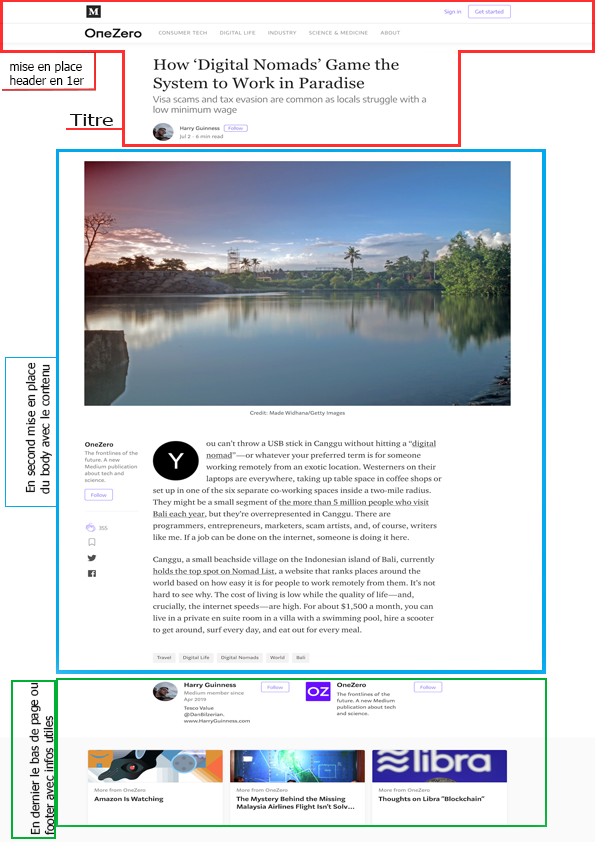 M
Sign in Get started
OneZero CONSUMER TECH DIGITAL LIFE INDUSTRY SCIENCE & MEDICINE ABOUT
mise en place
header en 1er
How ‘Digital Nomads’ Game the
System to Work in Paradise
Visa scams and tax evasion are common as locals struggle with a
low minimum wage
Titre
Harry Guinness Follow
Jul 2 · 6 min read
Credit: Made Widhana/Getty Images
En second mise en place
du body avec le contenu
OneZero
The frontlines of the
future. A new
Medium publication
about tech and
science.
Follow
355
Y
ou can’t throw a USB stick in Canggu without hitting a “digital
nomad”—or whatever your preferred term is for someone
working remotely from an exotic location. Westerners on their
laptops are everywhere, taking up table space in coffee shops or
set up in one of the six separate co-working spaces inside a two-mile radius.
They might be a small segment of the more than 5 million people who visit
Bali each year, but they’re overrepresented in Canggu. There are
programmers, entrepreneurs, marketers, scam artists, and, of course, writers
like me. If a job can be done on the internet, someone is doing it here.
Canggu, a small beachside village on the Indonesian island of Bali, currently
holds the top spot on Nomad List, a website that ranks places around the
world based on how easy it is for people to work remotely from them. It’s not
hard to see why. The cost of living is low while the quality of life—and,
crucially, the internet speeds—are high. For about $1,500 a month, you can
live in a private en suite room in a villa with a swimming pool, hire a scooter
to get around, surf every day, and eat out for every meal.
Travel Digital Life Digital Nomads World Bali
En dernier le bas de page ou
footer avec infos utiles
Harry Guinness Follow
Medium member since
Apr 2019
Tesco Value
@DanBilzerian.
www.HarryGuinness.com
OZ
OneZero Follow
The frontlines of the
future. A new Medium
publication about tech
and science.
libra
More from OneZero
Amazon Is Watching
More from OneZero
The Mystery Behind the Missing
Malaysia Airlines Flight Isn’t Solv…
More from OneZero
Thoughts on Libra “Blockchain”